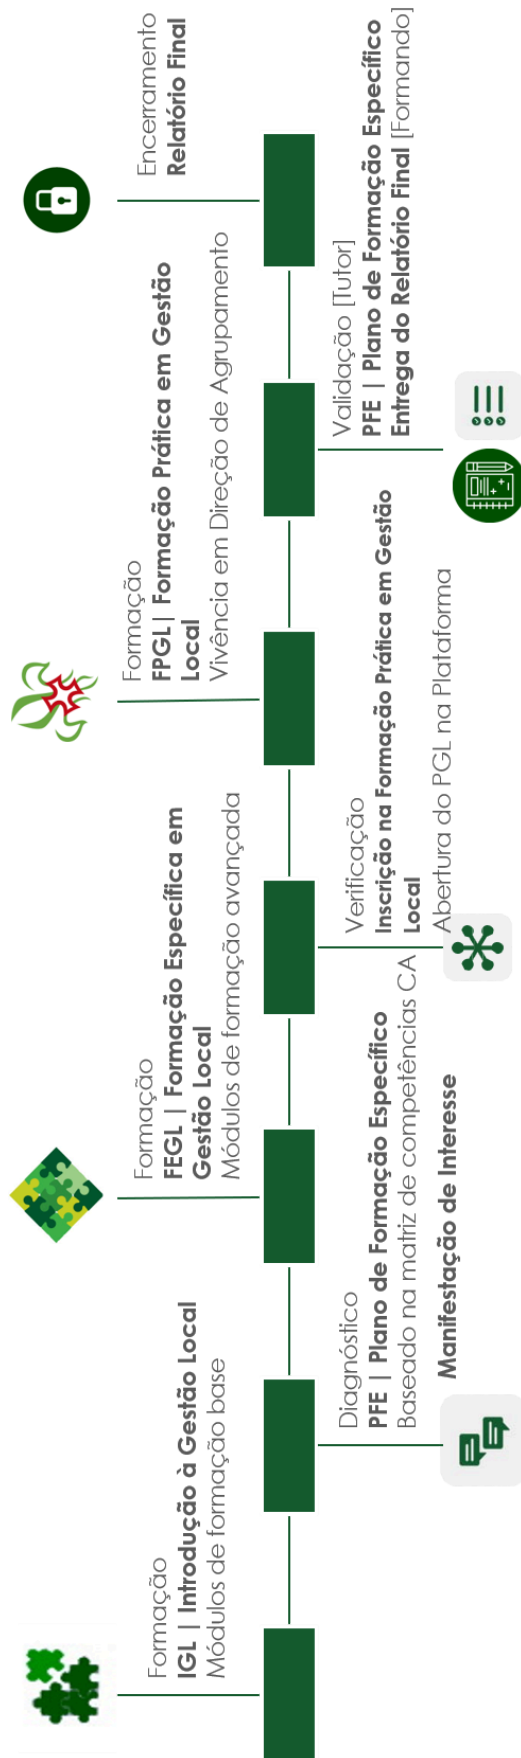 Formação
IGL | Introdução à Gestão Local
Módulos de formação base
Diagnóstico
PFE | Plano de Formação Específico
Baseado na matriz de competências CA
Manifestação de Interesse
Formação
FEGL | Formação Específica em
Gestão Local
Módulos de formação avançada
Verificação
Inscrição na Formação Prática em Gestão
Local
Abertura do PGL na Plataforma
Formação
FPGL| Formação Prática em Gestão
Local
Vivência em Direção de Agrupamento
Validação [Tutor]
PFE | Plano de Formação Específico
Entrega do Relatório Final [Formando]
Encerramento
Relatório Final